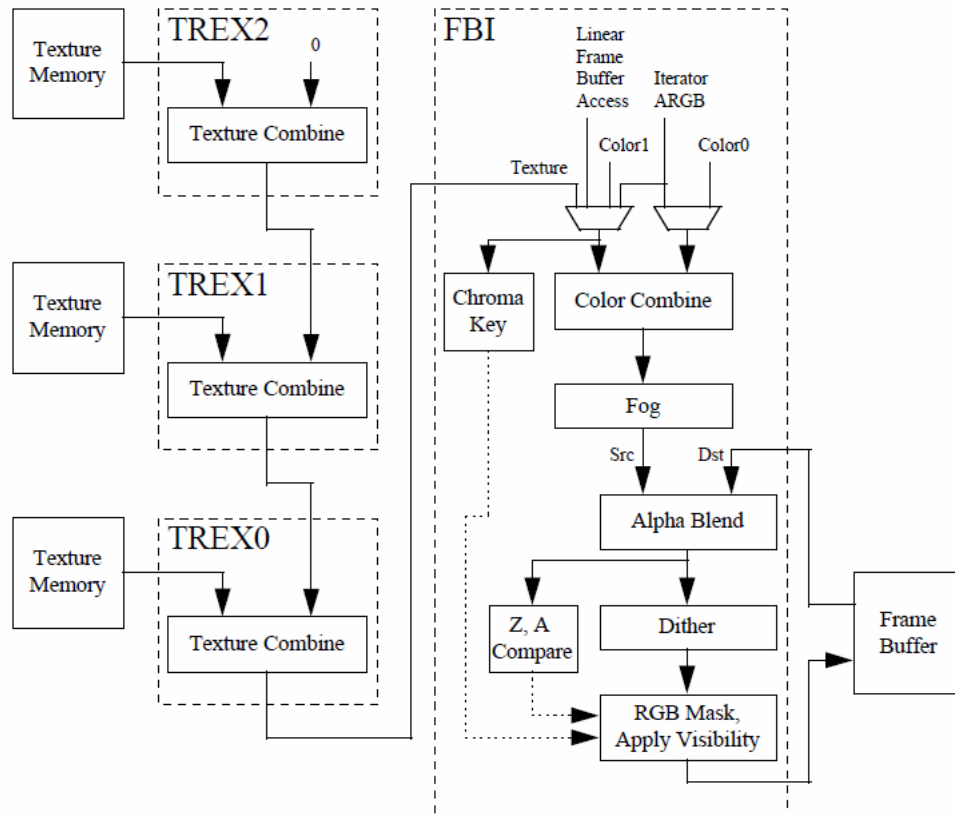 TREX2
Texture
Memory
0
Texture Combine
TREX1
Texture
Memory
Texture Combine
TREX0
Texture
Memory
Texture Combine
FBI
Linear
Frame
Buffer
Access
Iterator
ARGB
Color1
Color0
Texture
Chroma
Key
Color Combine
Fog
Src
Dst
Alpha Blend
Z, A
Compare
Dither
RGB Mask,
Apply Visibility
Frame
Buffer